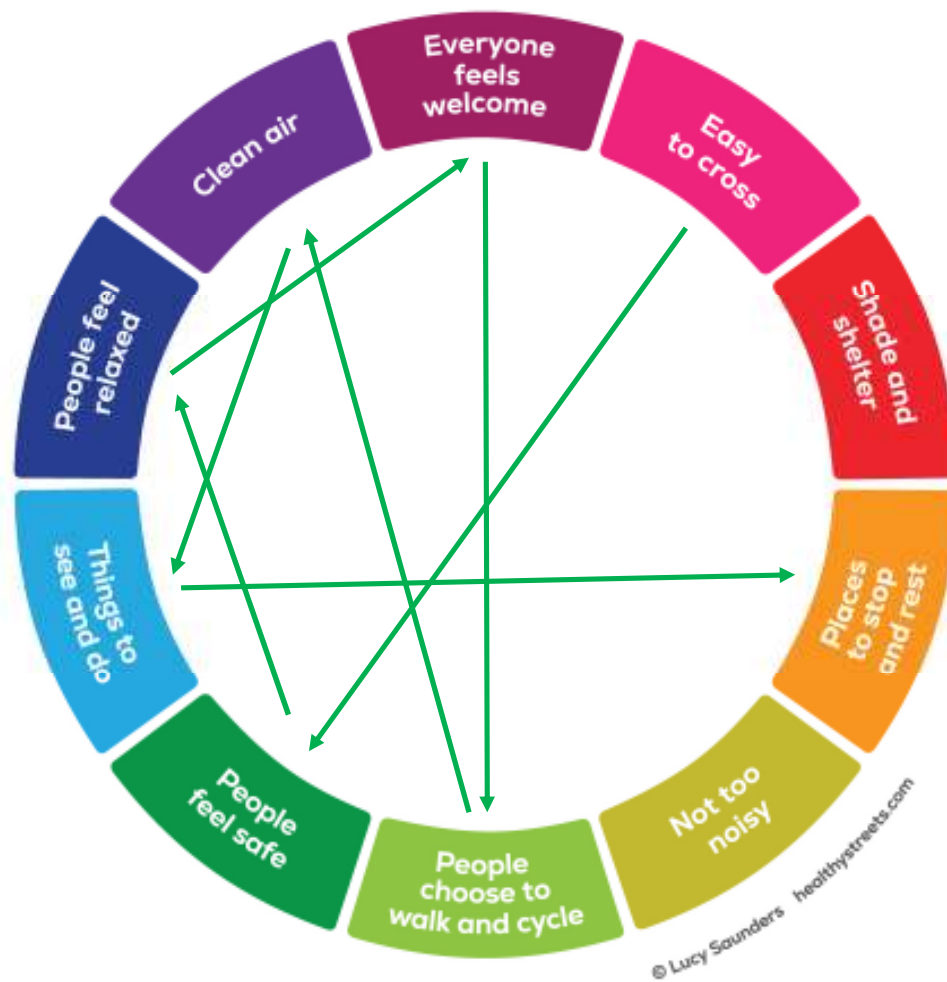 Everyone
feels
welcome
Easy
to cross
Shade and
shelter
Places
to stop
and rest
Not too
noisy
People
choose to
walk and cycle
People
feel safe
Things to
see and do
People feel
relaxed
Clean air
© Lucy Saunders healthystreets.com